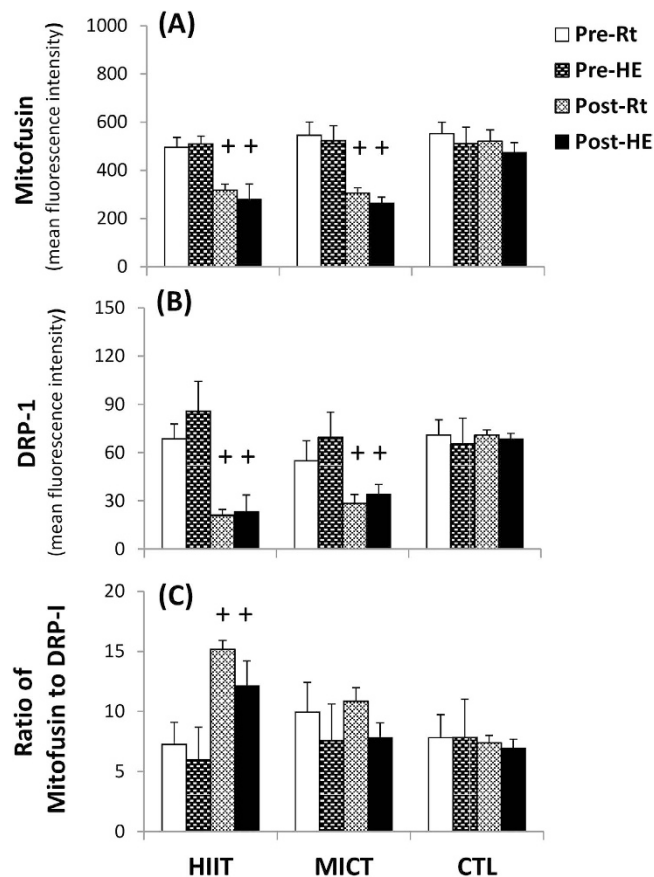 (A)
Mitofusin
(mean fluorescence intensity)
1000
800
600
400
200
0
+ +
+ +
Pre-Rt
Pre-HE
Post-Rt
Post-HE
(B)
DRP-1
(mean fluorescence intensity)
150
120
90
60
30
0
+ +
+ +
(C)
Ratio of
Mitofusin to DRP-I
20
15
10
5
0
+ +
HIIT MICT CTL